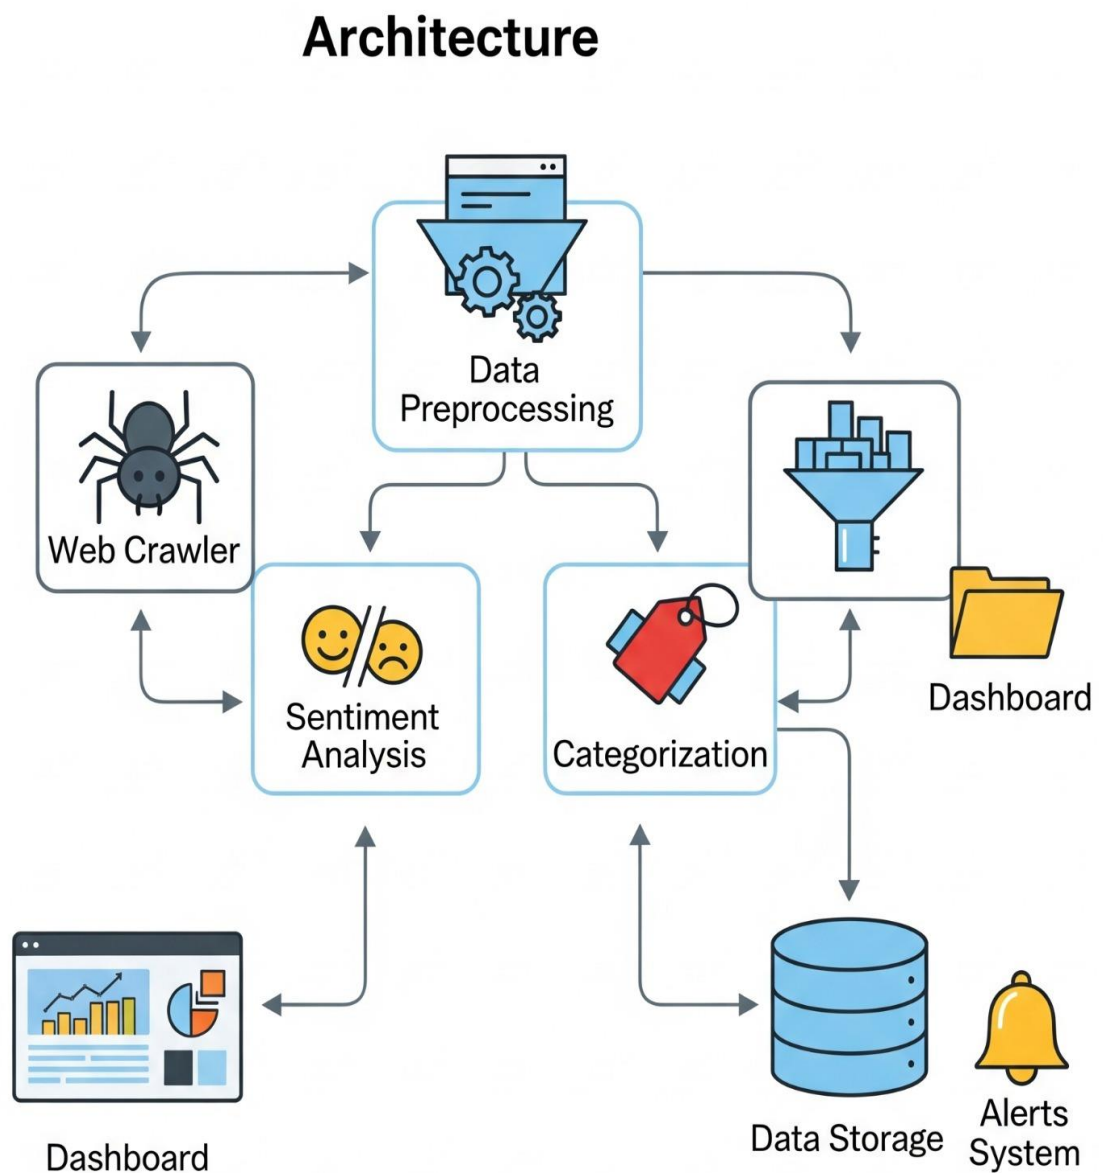 Architecture
Data
Preprocessing
Web Crawler
Sentiment
Analysis
Categorization
Dashboard
Dashboard
Data Storage
Alerts
System